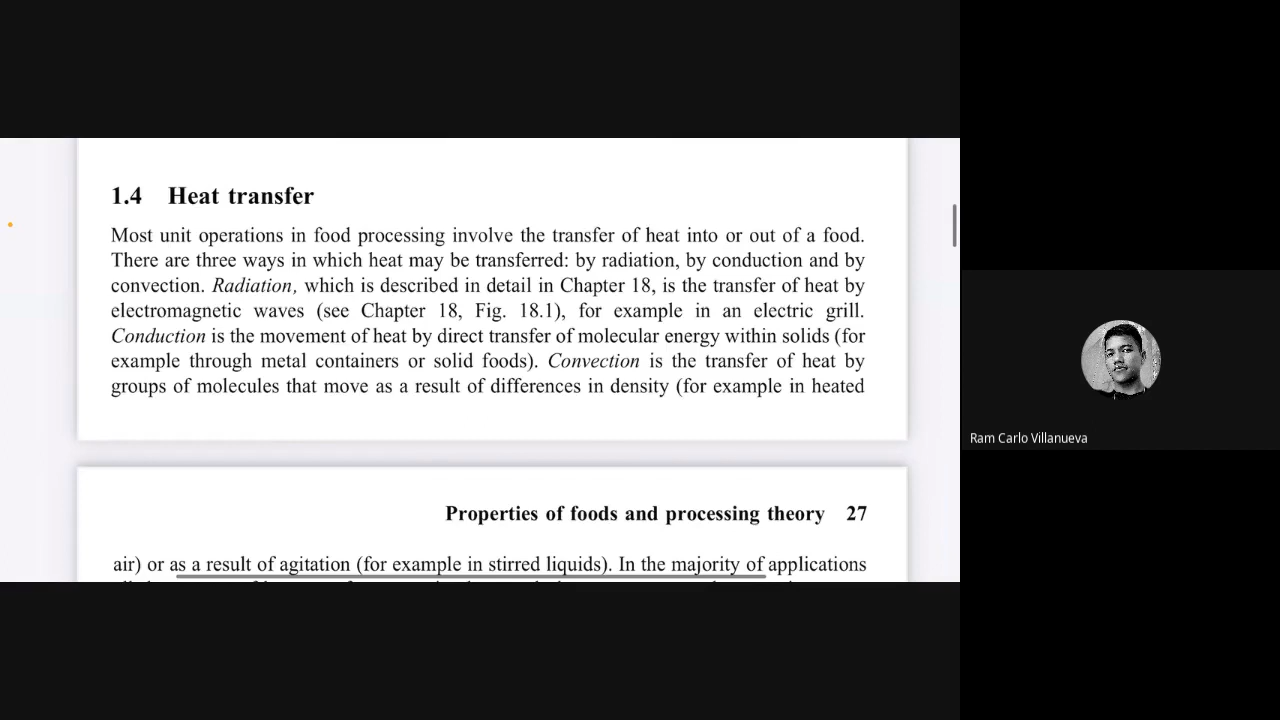 1.4 Heat transfer
Most unit operations in food processing involve the transfer of heat into or out of a food.
There are three ways in which heat may be transferred: by radiation, by conduction and by
convection. Radiation, which is described in detail in Chapter 18, is the transfer of heat by
electromagnetic waves (see Chapter 18, Fig. 18.1), for example in an electric grill.
Conduction is the movement of heat by direct transfer of molecular energy within solids (for
example through metal containers or solid foods). Convection is the transfer of heat by
groups of molecules that move as a result of differences in density (for example in heated
Properties of foods and processing theory 27
air) or as a result of agitation (for example in stirred liquids). In the majority of applications
Ram Carlo Villanueva